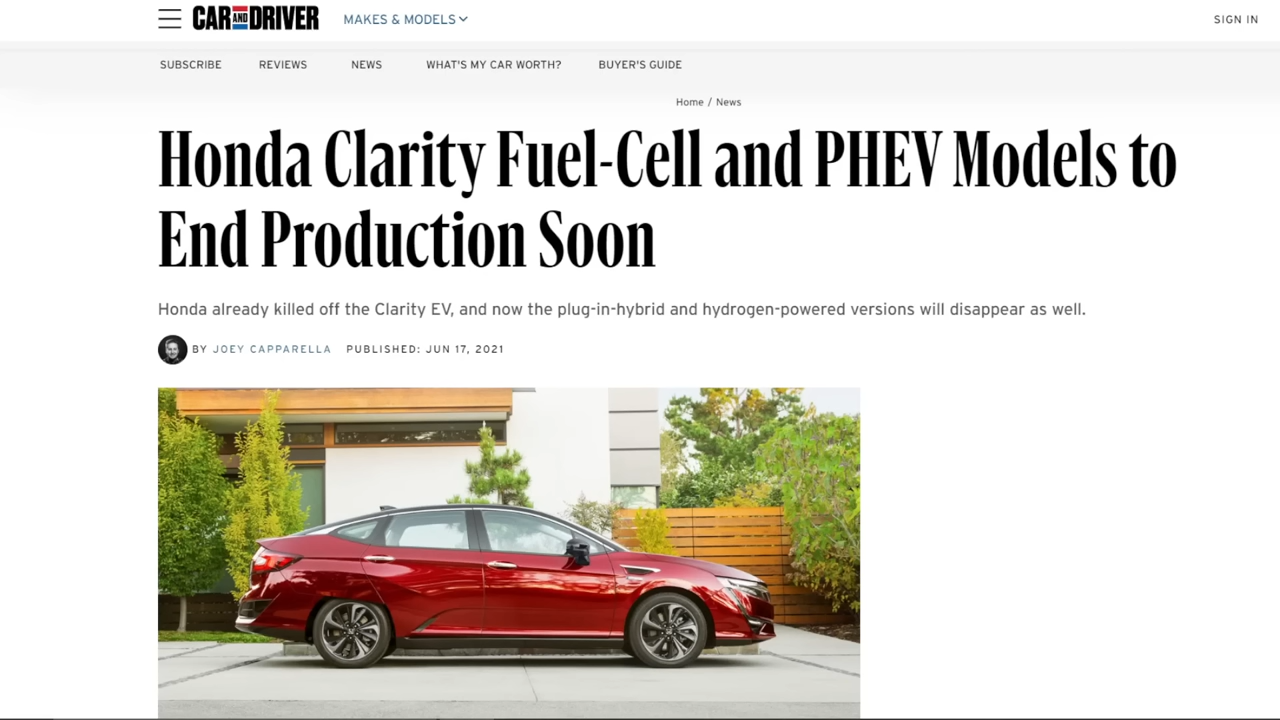 CAR AND DRIVER MAKES & MODELS SIGN IN
SUBSCRIBE REVIEWS NEWS WHAT'S MY CAR WORTH? BUYER'S GUIDE
Home / News
Honda Clarity Fuel-Cell and PHEV Models to
End Production Soon
Honda already killed off the Clarity EV, and now the plug-in-hybrid and hydrogen-powered versions will disappear as well.
BY JOEY CAPPARELLA PUBLISHED: JUN 17, 2021